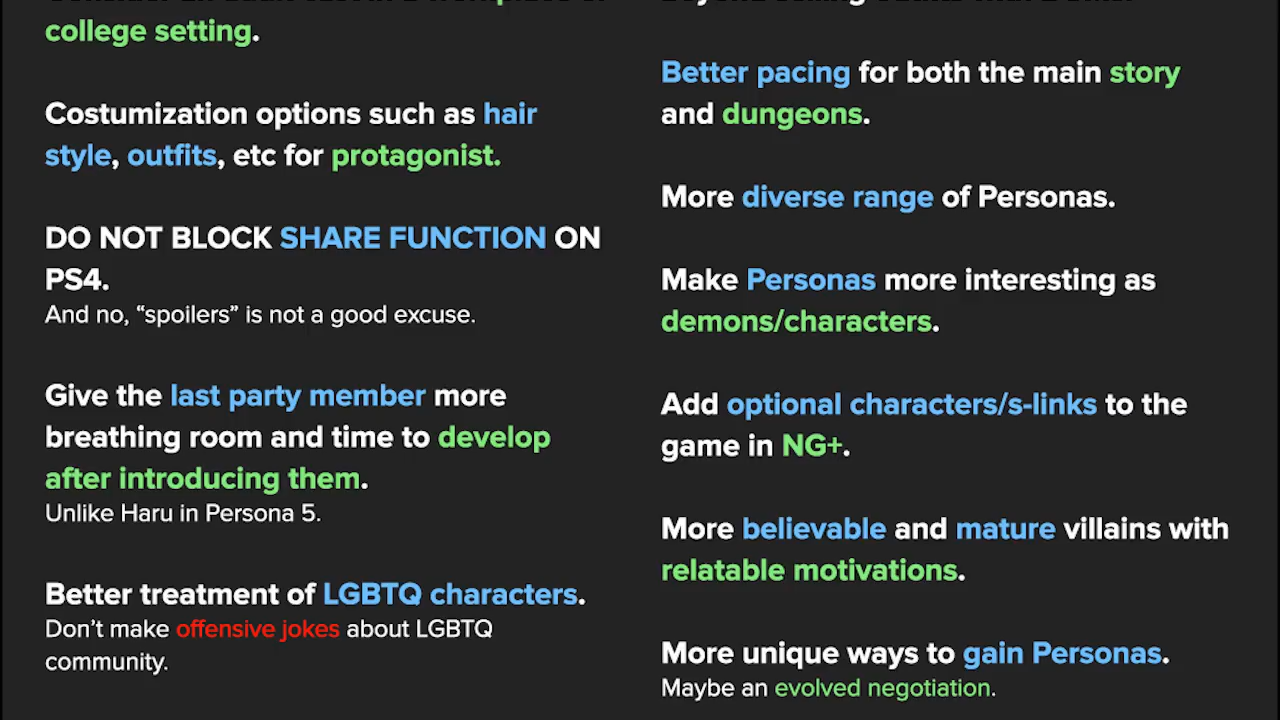 college setting.
Costumization options such as hair
style, outfits, etc for protagonist.
DO NOT BLOCK SHARE FUNCTION ON
PS4.
And no, “spoilers” is not a good excuse.
Give the last party member more
breathing room and time to develop
after introducing them.
Unlike Haru in Persona 5.
Better treatment of LGBTQ characters.
Don’t make offensive jokes about LGBTQ
community.
Better pacing for both the main story
and dungeons.
More diverse range of Personas.
Make Personas more interesting as
demons/characters.
Add optional characters/s-links to the
game in NG+.
More believable and mature villains with
relatable motivations.
More unique ways to gain Personas.
Maybe an evolved negotiation.